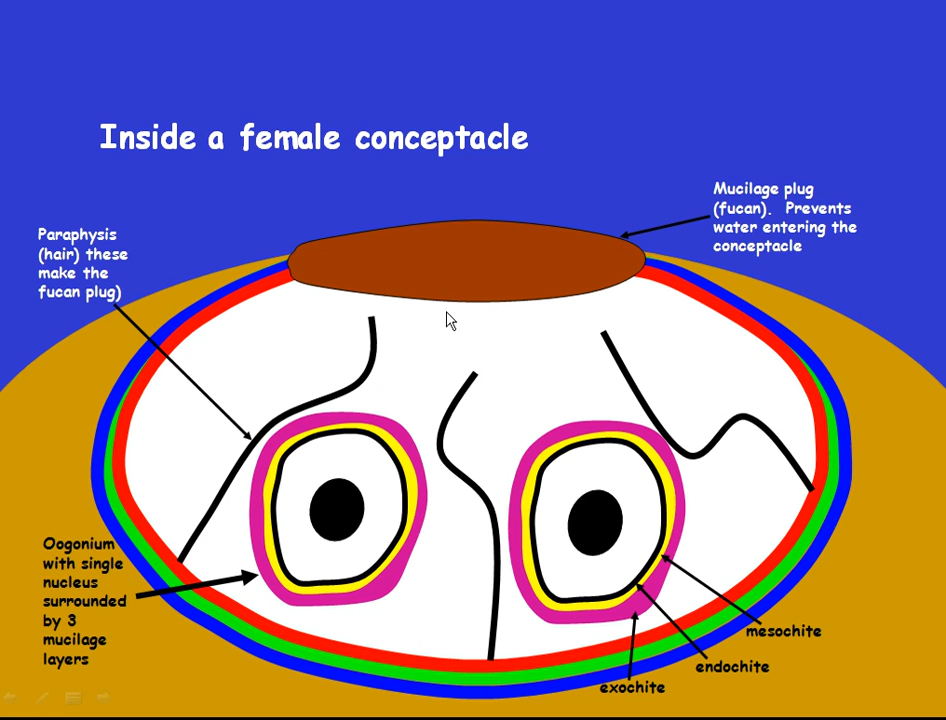 Inside a female conceptacle
Mucilage plug
(fucan).  Prevents
water entering the
conceptacle
Paraphysis
(hair) these
make the
fucan plug)
Oogonium
with single
nucleus
surrounded
by 3
mucilage
layers
mesochite
endochite
exochite